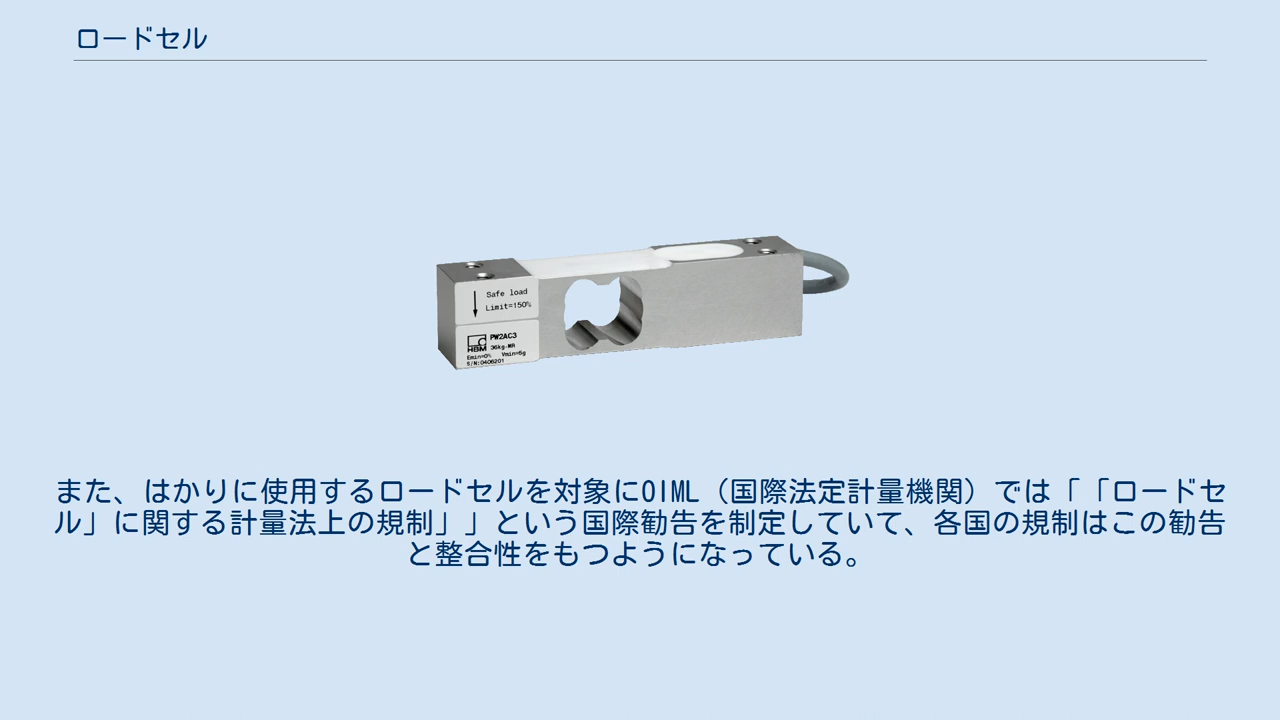 ロードセル
Safe load
Limit=150%
PW2AC3
HBM 36kg-MR
Emin=0% Vmin=5g
S/N:0406201
また、はかりに使用するロードセルを対象にOIML（国際法定計量機関）では「「ロードセ
ル」に関する計量法上の規制」」という国際勧告を制定していて、各国の規制はこの勧告
と整合性をもつようになっている。